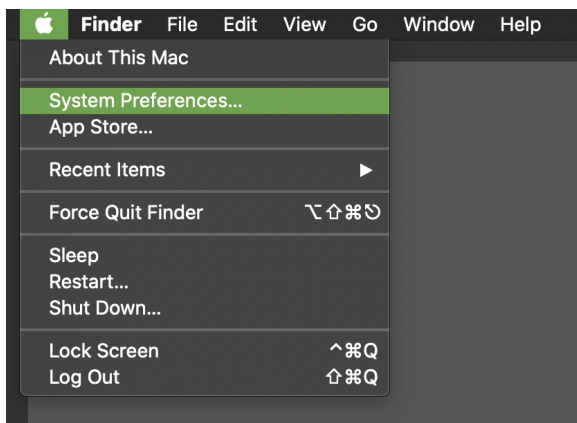 Finder File Edit View Go Window Help
About This Mac
System Preferences...
App Store...
Recent Items ▶
Force Quit Finder ⌥⇧⌘⎋
Sleep
Restart...
Shut Down...
Lock Screen ^⌘Q
Log Out ⇧⌘Q